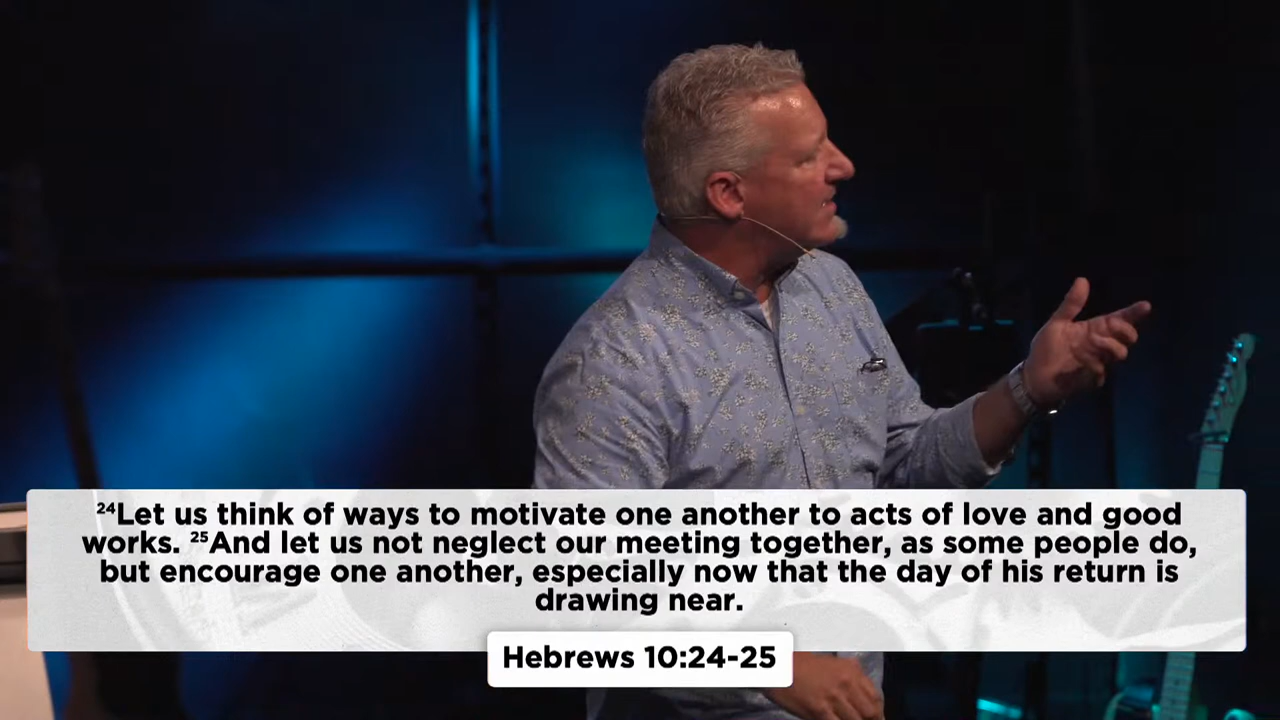 ²⁴Let us think of ways to motivate one another to acts of love and good
works. ²⁵And let us not neglect our meeting together, as some people do,
but encourage one another, especially now that the day of his return is
drawing near.
Hebrews 10:24-25